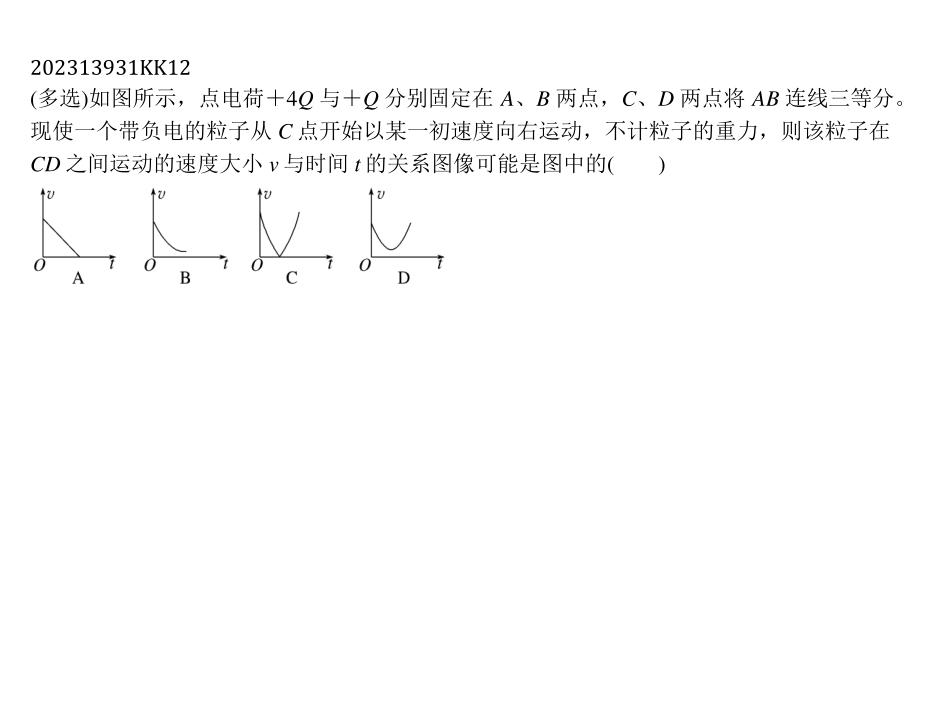 202313931KK12
(多选)如图所示，点电荷＋4Q 与＋Q 分别固定在 A、B 两点，C、D 两点将 AB 连线三等分。
现使一个带负电的粒子从 C 点开始以某一初速度向右运动，不计粒子的重力，则该粒子在
CD 之间运动的速度大小 v 与时间 t 的关系图像可能是图中的(　　)
v v v v
O t O t O t O t
A B C D